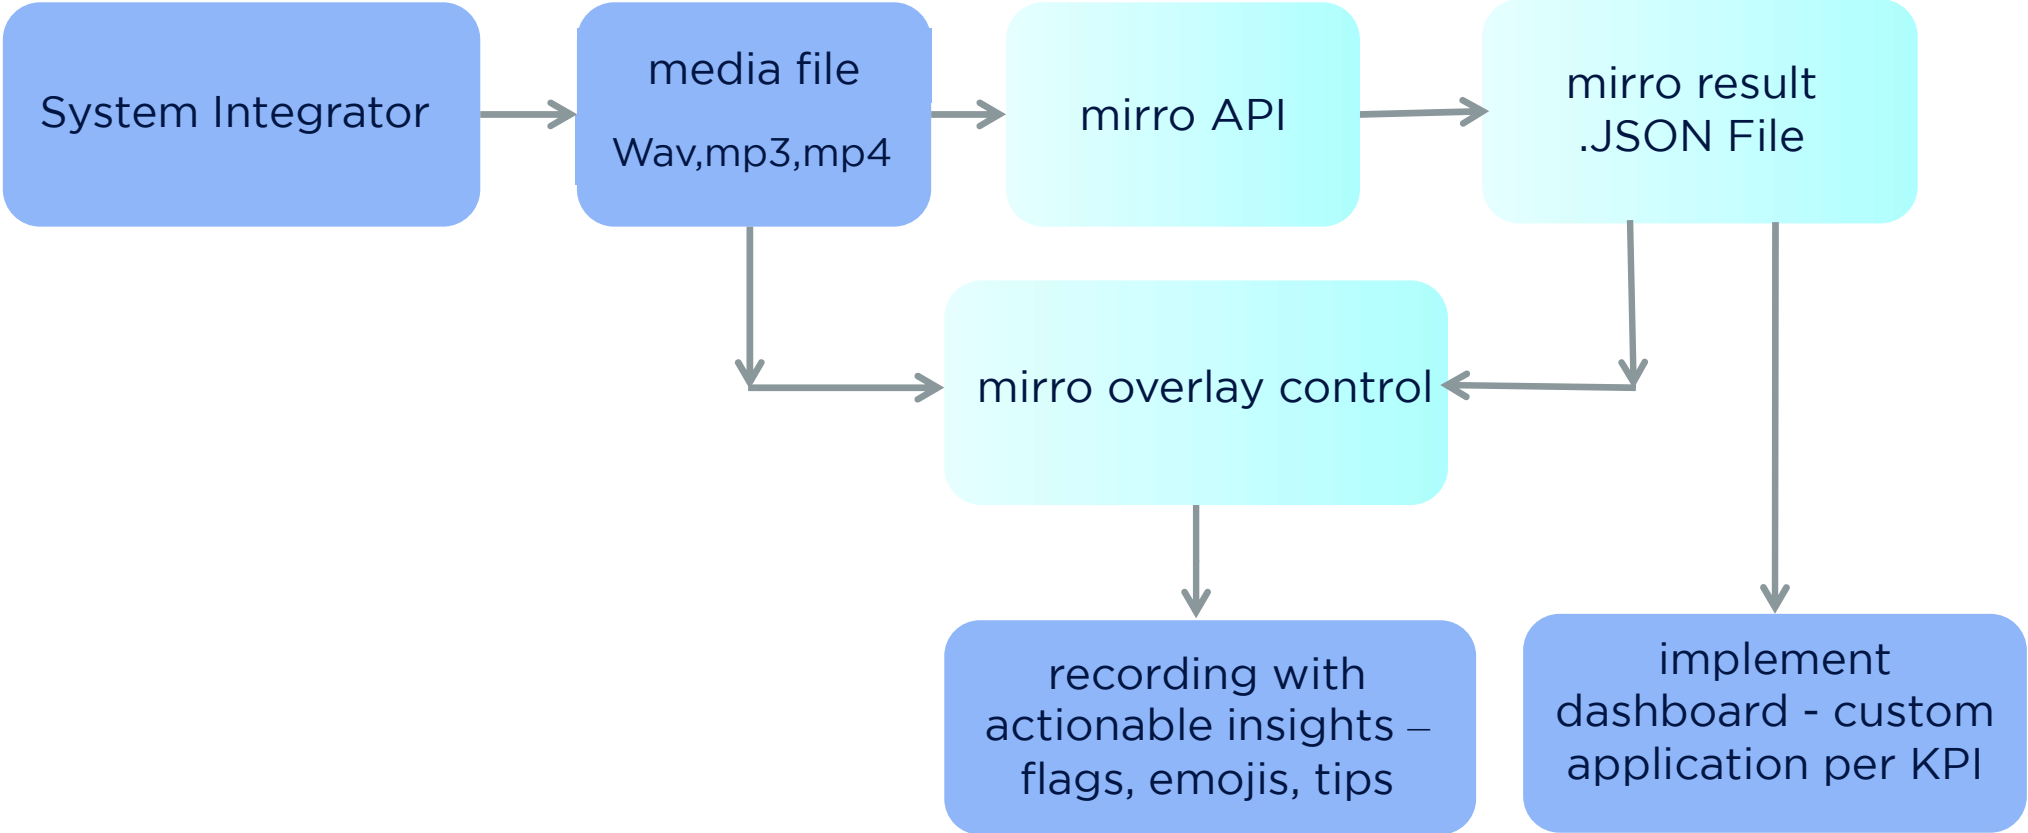 System Integrator
media file
Wav,mp3,mp4
mirro API
mirro result
.JSON File
mirro overlay control
recording with
actionable insights –
flags, emojis, tips
implement
dashboard - custom
application per KPI